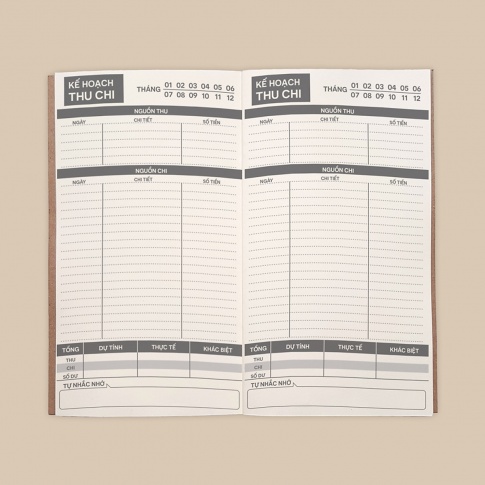 KẾ HOẠCH
THU CHI
THÁNG
01 02 03 04 05 06
07 08 09 10 11 12
NGUỒN THU
NGÀY CHI TIẾT SỐ TIỀN
NGUỒN CHI
NGÀY CHI TIẾT SỐ TIỀN
TỔNG DỰ TÍNH THỰC TẾ KHÁC BIỆT
THU
CHI
SỐ DƯ
TỰ NHẮC NHỞ
KẾ HOẠCH
THU CHI
THÁNG
01 02 03 04 05 06
07 08 09 10 11 12
NGUỒN THU
NGÀY CHI TIẾT SỐ TIỀN
NGUỒN CHI
NGÀY CHI TIẾT SỐ TIỀN
TỔNG DỰ TÍNH THỰC TẾ KHÁC BIỆT
THU
CHI
SỐ DƯ
TỰ NHẮC NHỞ